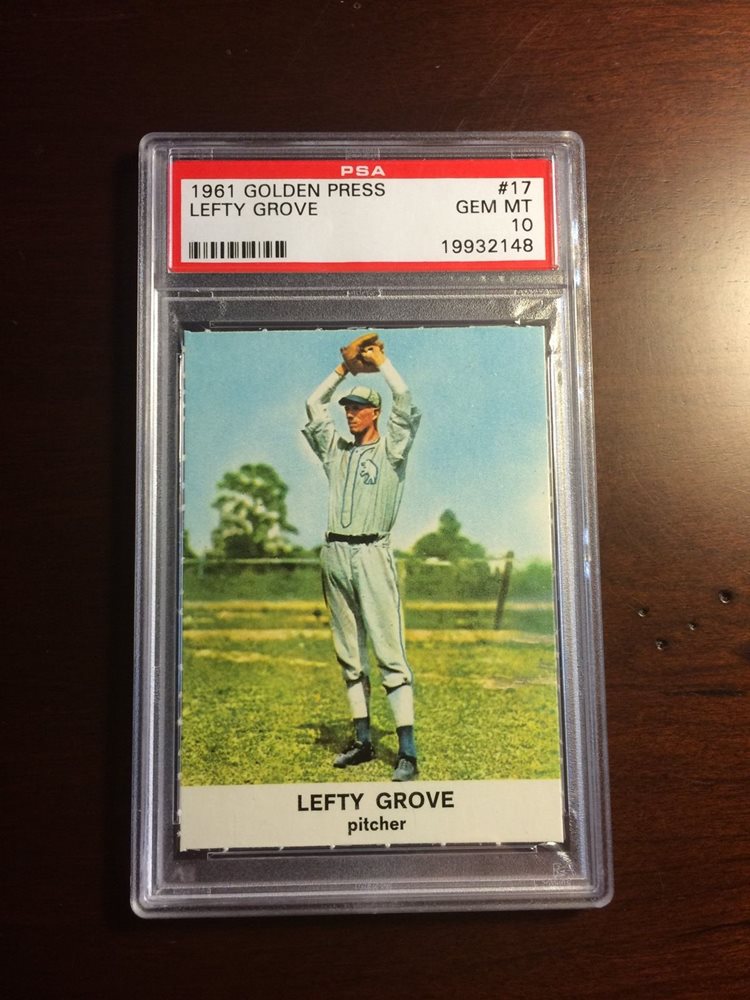 PSA
1961 GOLDEN PRESS #17
LEFTY GROVE GEM MT
10
19932148
LEFTY GROVE
pitcher